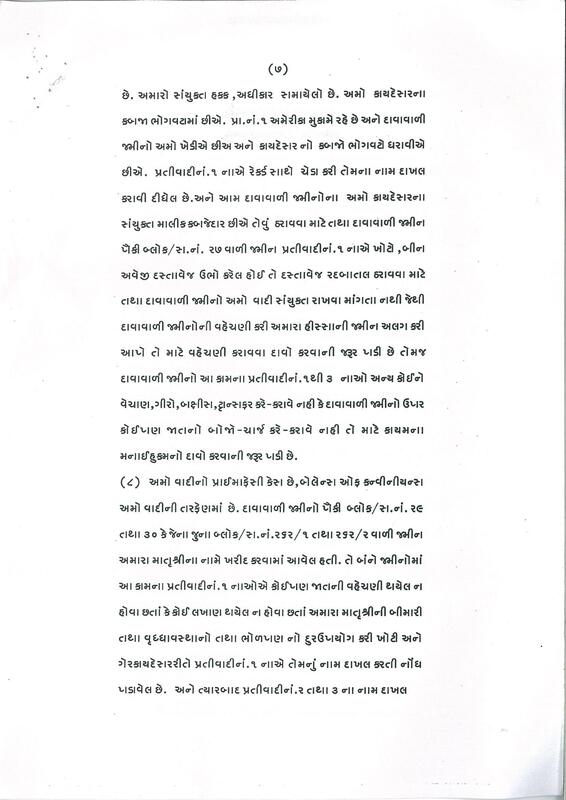 (૭)
છે. અમારો સંયુક્ત હકક ,અધીકાર સમાયેલો છે. અમો કાયદેસરના
કબજા ભોગવટામાં છીએ. પ્રા.નં.૧ અમેરીકા મુકામે રહે છે અને દાવાવાળી
જમીનો અમો ખેડીએ છીઅ અને કાયદેસર નો કબજો ભોગવટો ધરાવીએ
છીએ. પ્રતીવાદીનં.૧ નાએ રેકર્ડ સાથે ચેડા કરી તેમના નામ દાખલ
કરાવી દીધેલ છે.અને આમ દાવાવાળી જમીનોના અમો કાયદેસરના
સંયુક્ત માલીક કબજેદાર છીએ તેવું ઠરાવવા માટે તથા દાવાવાળી જમીન
પૈકી બ્લોક/સ.નં. ૨૭ વાળી જમીન પ્રતીવાદીનં.૧ નાએ ખોટો ,બીન
અવેજી દસ્તાવેજ ઉભો કરેલ હોઈ તે દસ્તાવેજ રદબાતલ ઠરાવવા માટે
તથા દાવાવાળી જમીનો અમો વાદી સંયુક્ત રાખવા માંગતા નથી જેથી
દાવાવાળી જમીનોની વહેચણી કરી અમારા હીસ્સાની જમીન અલગ કરી
આપે તે માટે વહેચણી કરાવવા દાવો કરવાની જરૂર પડી છે તેમજ
દાવાવાળી જમીનો આ કામના પ્રતીવાદીનં.૧થી ૩ નાઓ અન્ય કોઈને
વેચાણ,ગીરો,બક્ષીસ,ટ્રાન્સફર કરે-કરાવે નહી કે દાવાવાળી જમીનો ઉપર
કોઈપણ જાતનો બોજો-ચાર્જ કરે-કરાવે નહી તે માટે કાયમના
મનાઈહુકમનો દાવો કરવાની જરૂર પડી છે.
(૮) અમો વાદીનો પ્રાઈમાફેસી કેસ છે,બેલેન્સ ઓફ કન્વીનીયન્સ
અમો વાદીની તરફેણમાં છે. દાવાવાળી જમીનો પૈકી બ્લોક/સ.નં. ૨૯
તથા ૩૦ કે જેના જુના બ્લોક/સ.નં.૨૬૨/૧ તથા ૨૬૨/૨ વાળી જમીન
અમારા માતૃશ્રીના નામે ખરીદ કરવામાં આવેલ હતી. તે બંને જમીનોમાં
આ કામના પ્રતીવાદીનં.૧ નાઓએ કોઈપણ જાતની વહેચણી થયેલ ન
હોવા છતાં કે કોઈ લખાણ થયેલ ન હોવા છતાં અમારા માતૃશ્રીની બીમારી
તથા વૃધ્ધાવસ્થાનો તથા ભોળપણ નો દુરઉપયોગ કરી ખોટી અને
ગેરકાયદેસરરીતે પ્રતીવાદીનં.૧ નાએ તેમનું નામ દાખલ કરતી નોંધ
પડાવેલ છે. અને ત્યારબાદ પ્રતીવાદીનં.૨ તથા ૩ ના નામ દાખલ